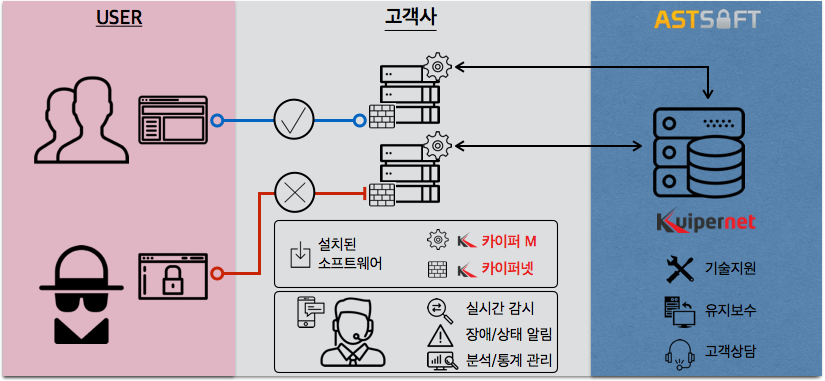 USER
고객사
ASTSOFT
Kuipernet
설치된
소프트웨어
카이퍼 M
카이퍼넷
실시간 감시
장애/상태 알림
분석/통계 관리
기술지원
유지보수
고객상담